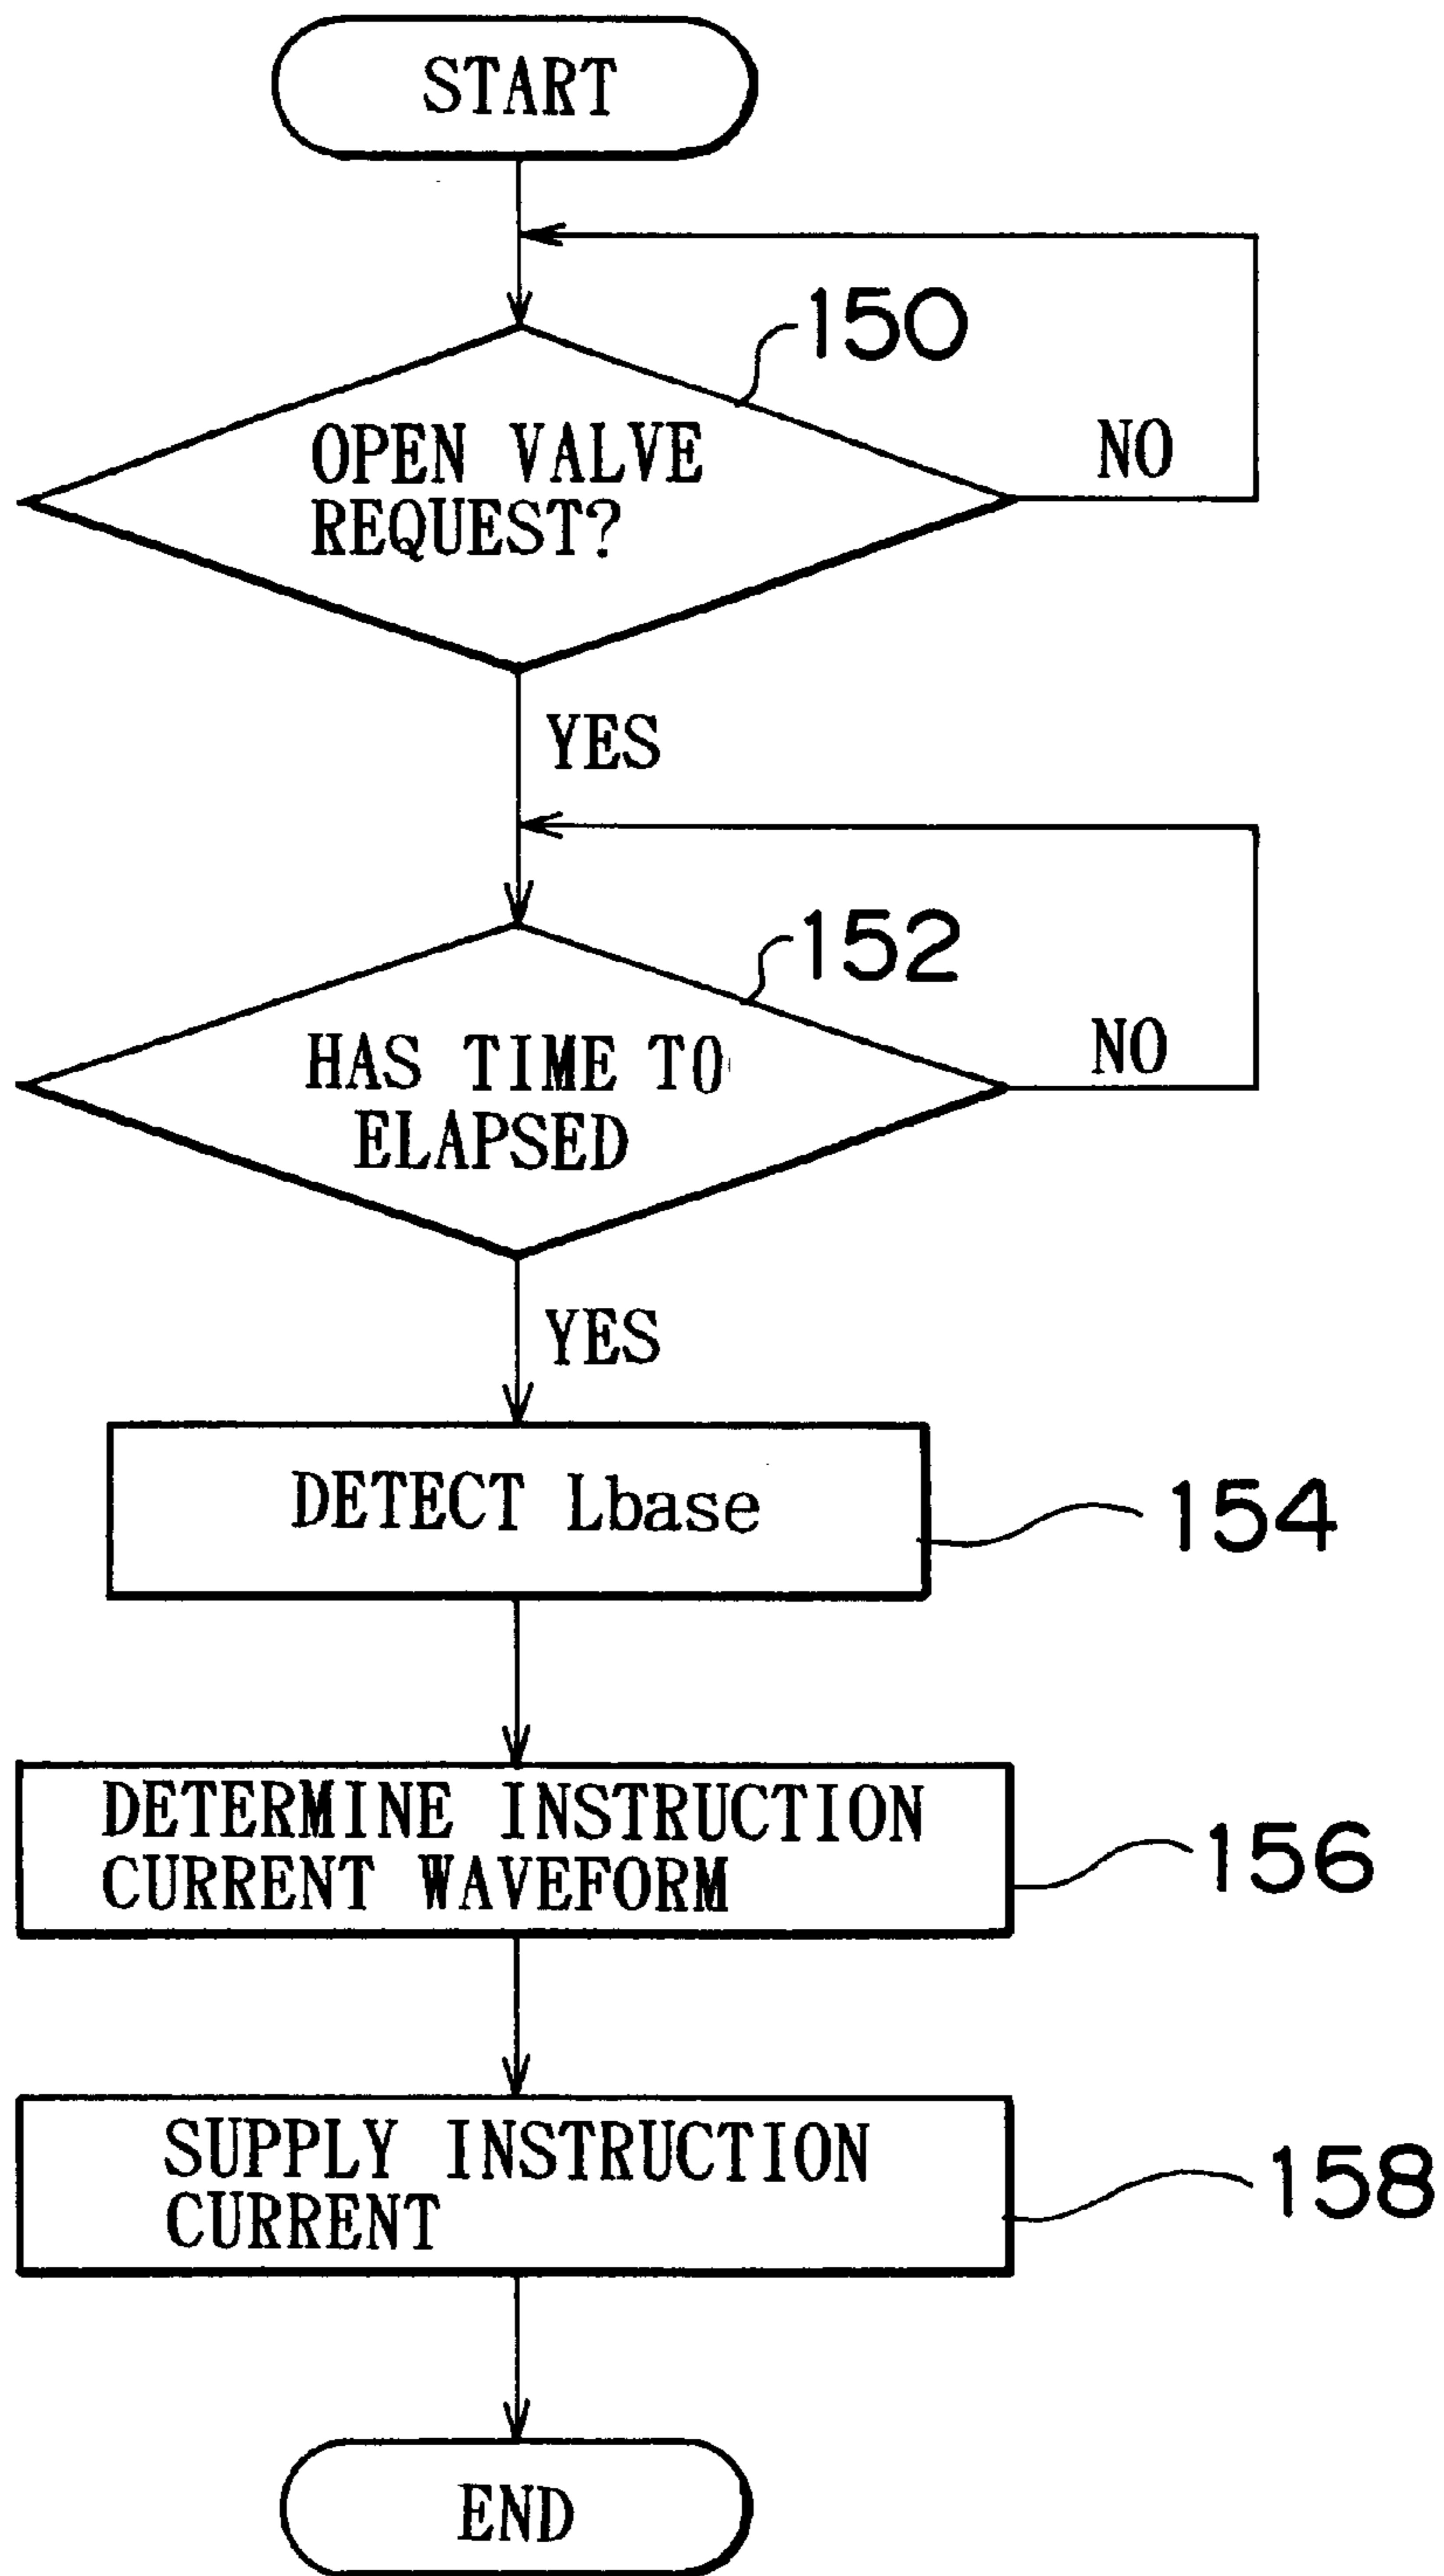 START
150
OPEN VALVE
REQUEST?
NO
YES
152
HAS TIME TO
ELAPSED
NO
YES
DETECT Lbase
154
DETERMINE INSTRUCTION
CURRENT WAVEFORM
156
SUPPLY INSTRUCTION
CURRENT
158
END